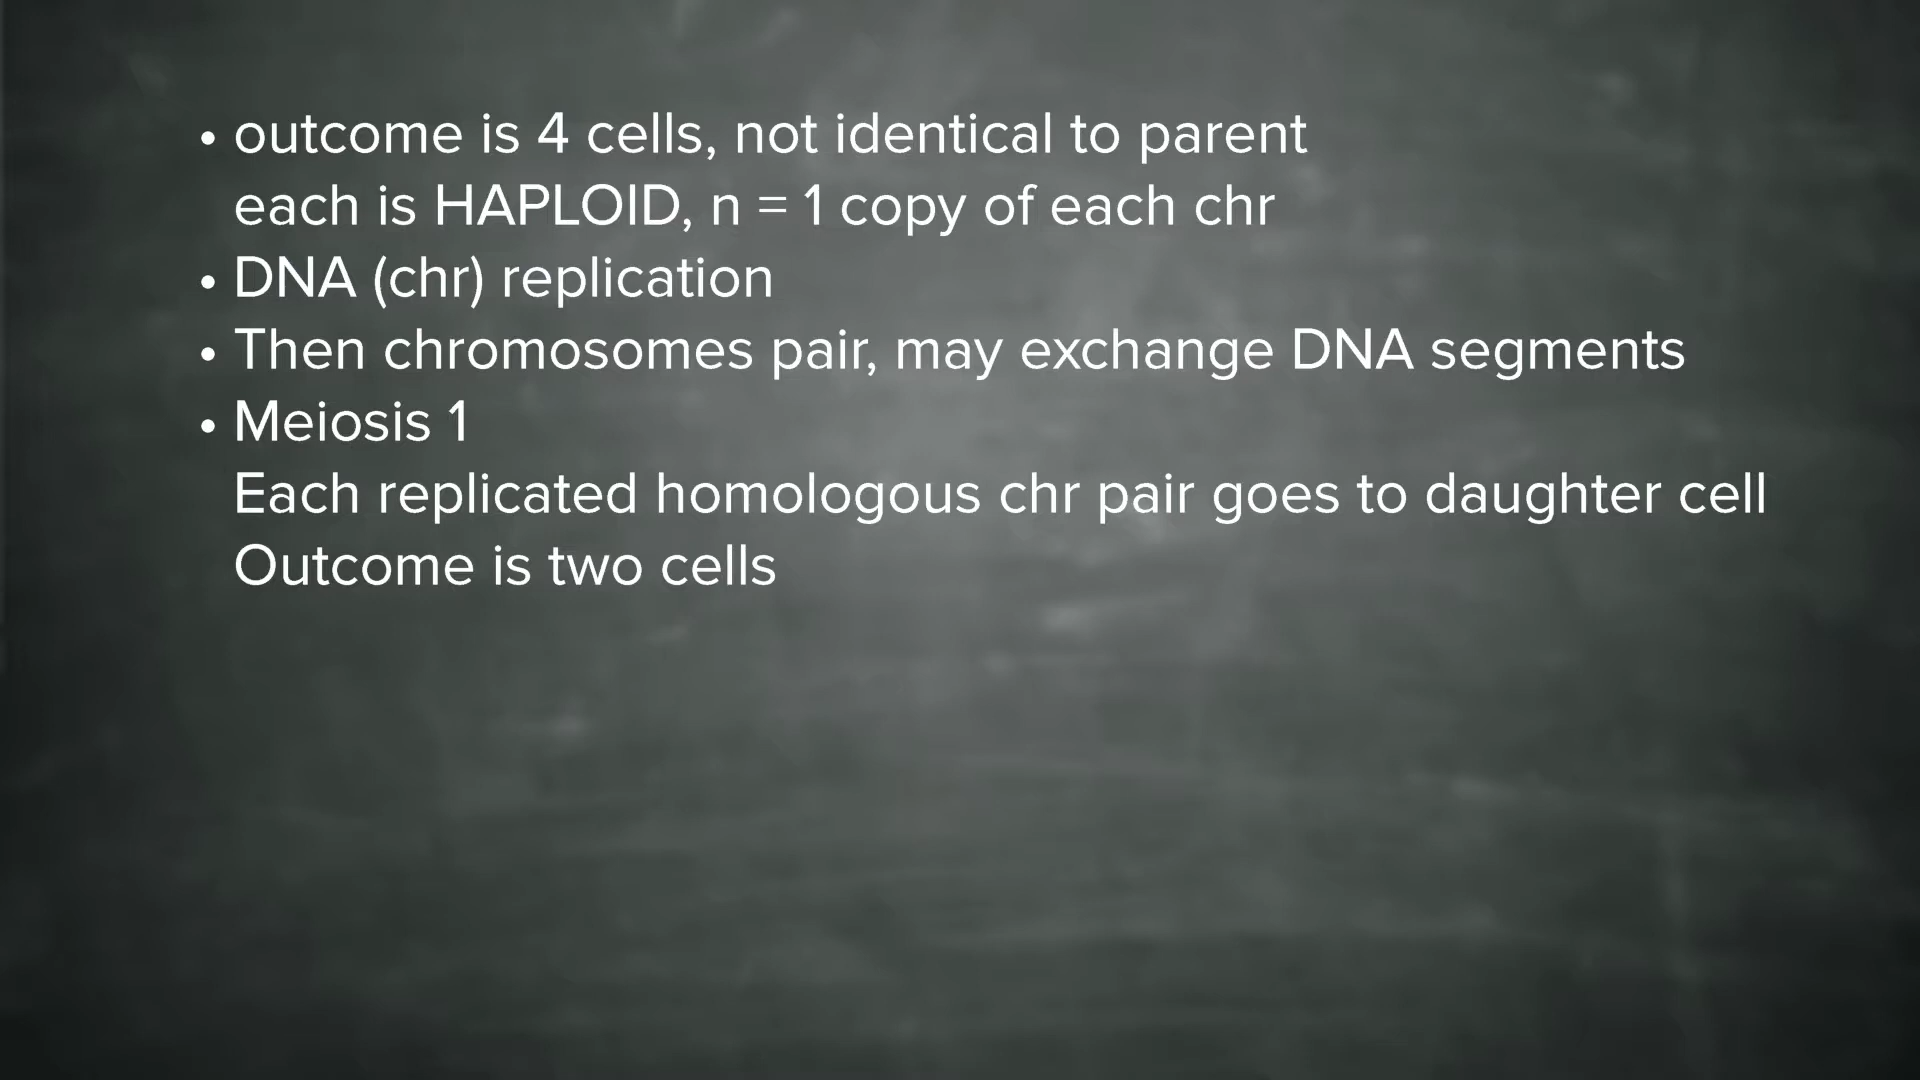 • outcome is 4 cells, not identical to parent
each is HAPLOID, n = 1 copy of each chr
• DNA (chr) replication
• Then chromosomes pair, may exchange DNA segments
• Meiosis 1
Each replicated homologous chr pair goes to daughter cell
Outcome is two cells